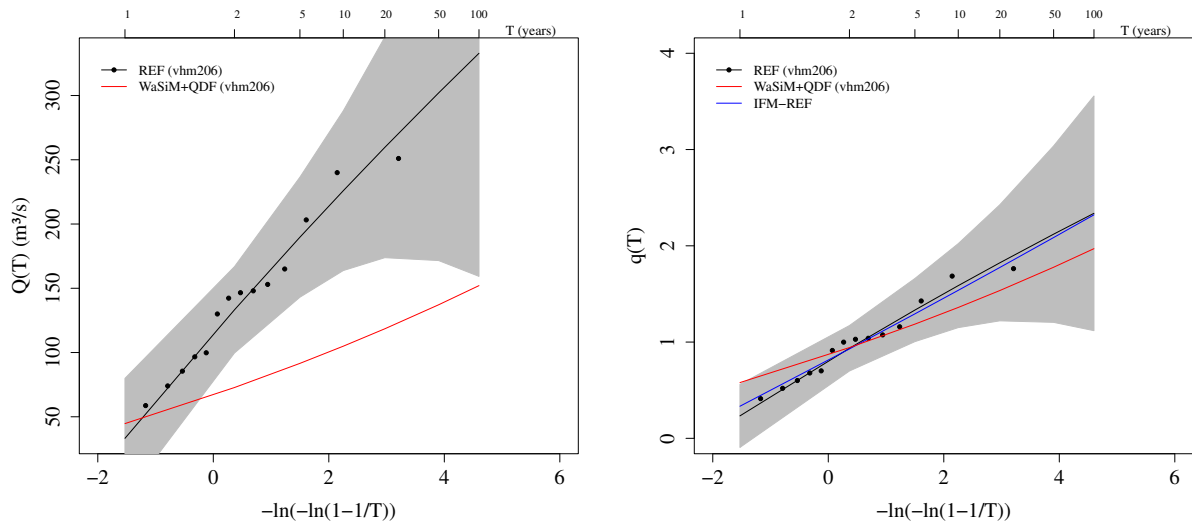 1 2 5 10 20 50 100
T (years)
REF (vhm206)
WaSiM+QDF (vhm206)
Q(T) (m³/s)
300
250
200
150
100
50
−2 0 2 4 6
−ln(−ln(1−1/T))
1 2 5 10 20 50 100
T (years)
REF (vhm206)
WaSiM+QDF (vhm206)
IFM−REF
q(T)
4
3
2
1
0
−2 0 2 4 6
−ln(−ln(1−1/T))